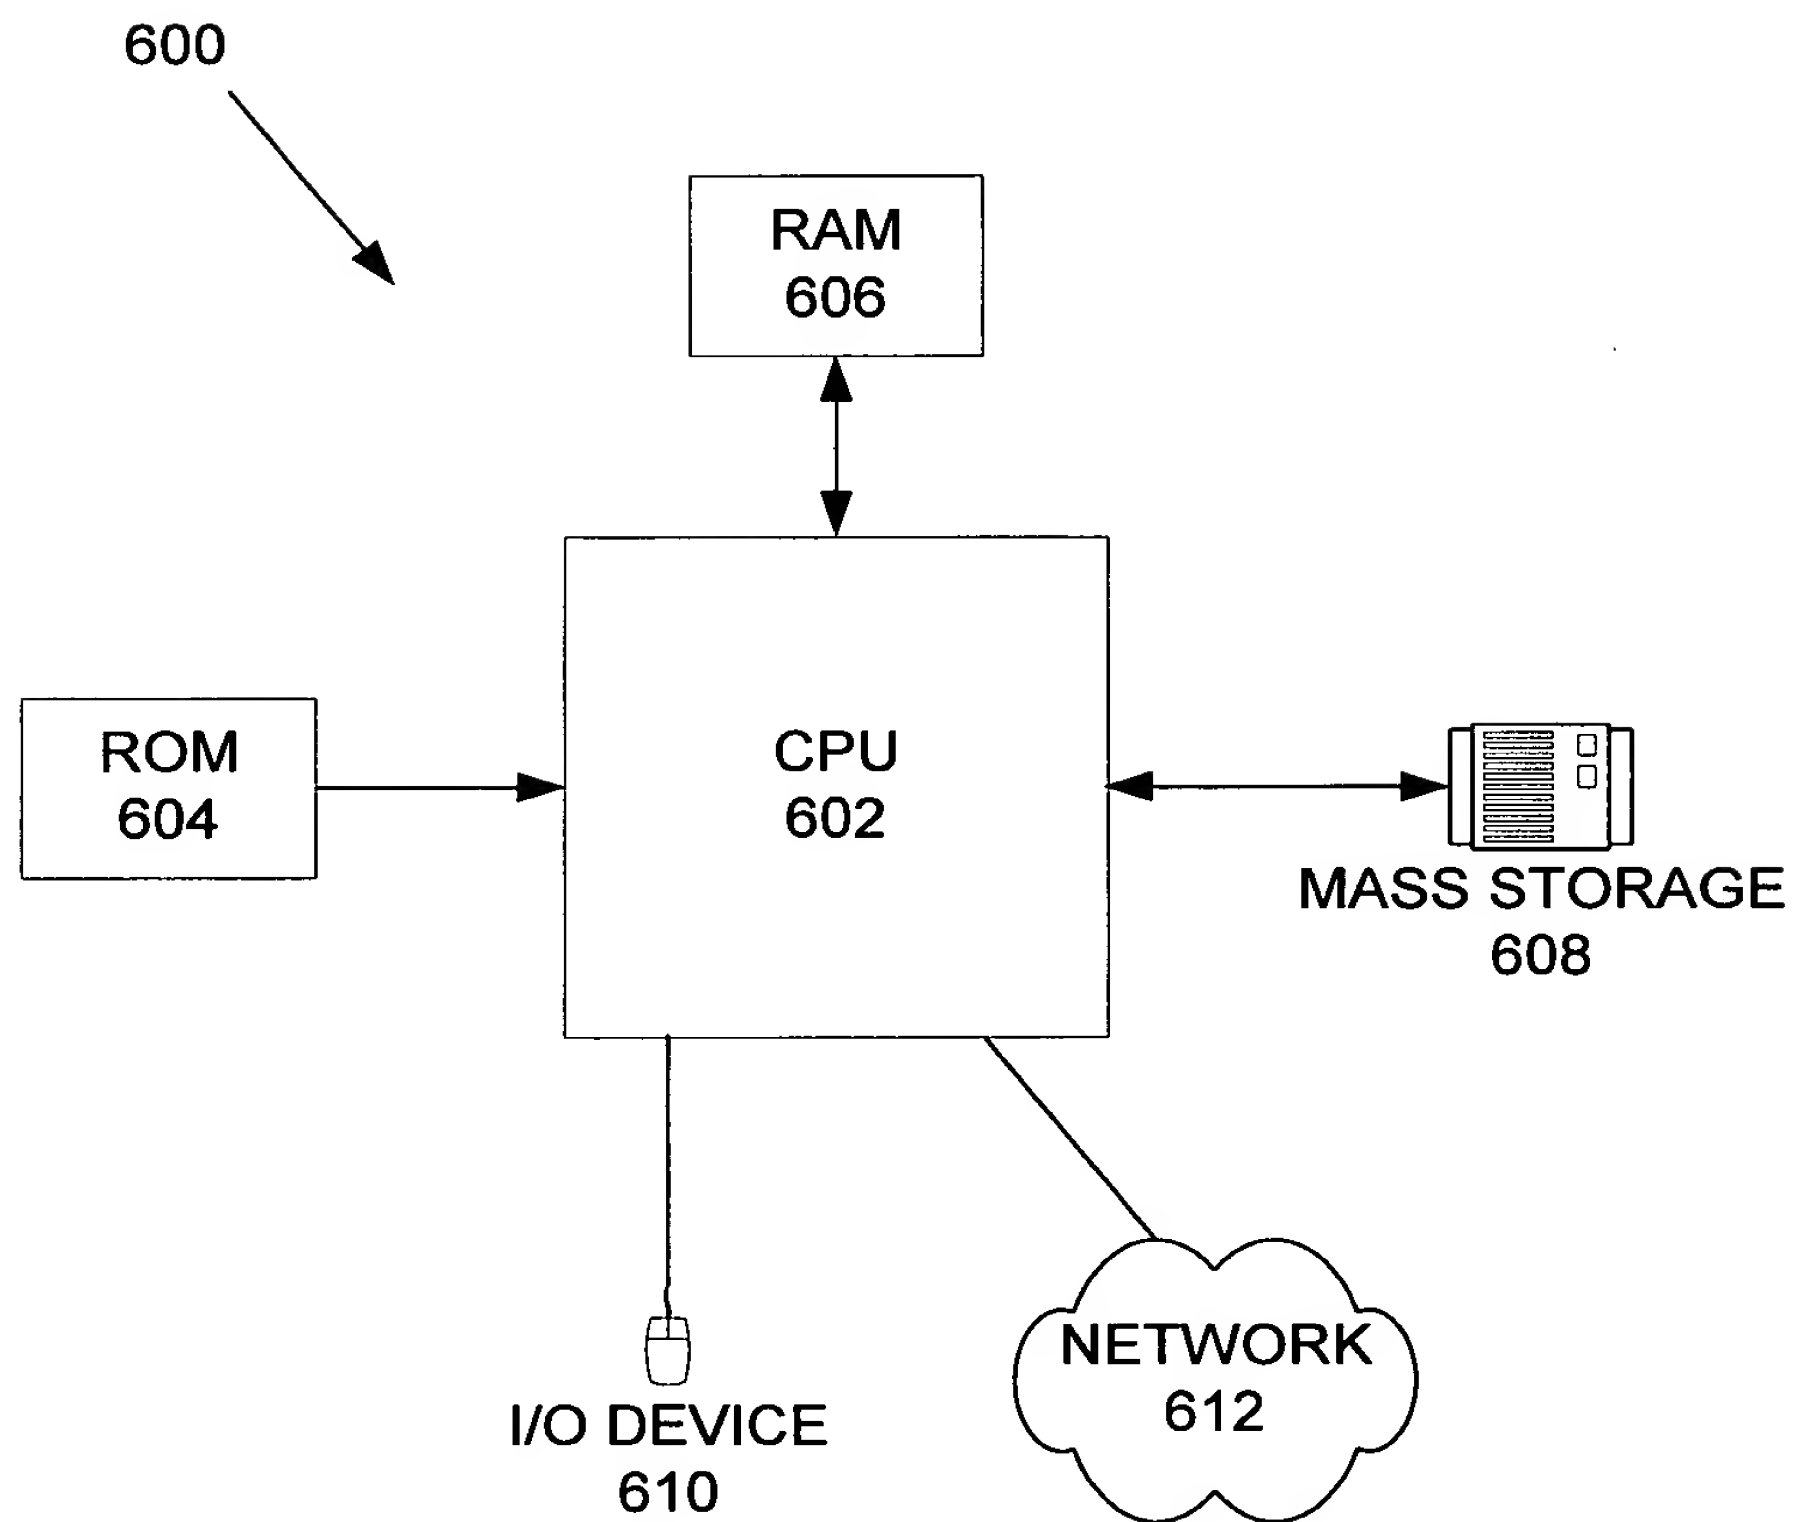 600
RAM
606
ROM
604
CPU
602
MASS STORAGE
608
I/O DEVICE
610
NETWORK
612